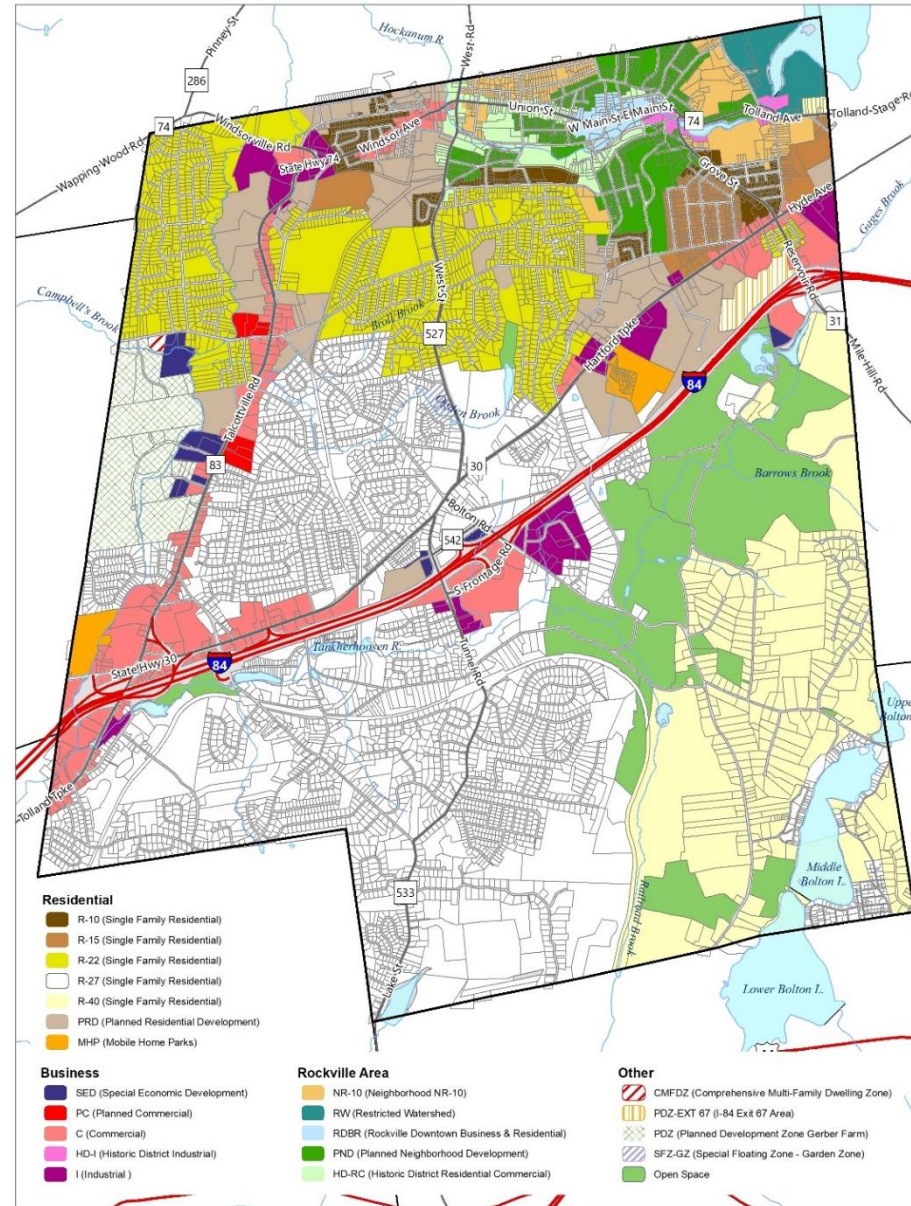 Hockanum R.
Pinney-St
West-Rd
286
74
Windsorville Rd
Wapping-Wood-Rd
State Hwy 74
Windsor Ave
Union-St
W Main-St
E Main-St
74
Tolland Ave
Tolland-Stage-R
Grove-St
Hyde Ave
Gages Brook
Reservoir-Rd
31
Mile-Hill-Rd
Campbell's Brook
West-St
Broil Brook
527
Hartford-Tpke
84
Talcottville Rd
83
Ogden Brook
30
Barrows Brook
Bolton-Rd
542
S-Frontage-Rd
State Hwy 30
84
Tankherhoosen R.
Tunnel-Rd
Tolland Tpke
Uppe
Bolton
Middle
Bolton L.
533
Railroad Brook
Lake-St
Lower Bolton L.
Residential
R-10 (Single Family Residential)
R-15 (Single Family Residential)
R-22 (Single Family Residential)
R-27 (Single Family Residential)
R-40 (Single Family Residential)
PRD (Planned Residential Development)
MHP (Mobile Home Parks)
Business
SED (Special Economic Development)
PC (Planned Commercial)
C (Commercial)
HD-I (Historic District Industrial)
I (Industrial )
Rockville Area
NR-10 (Neighborhood NR-10)
RW (Restricted Watershed)
RDBR (Rockville Downtown Business & Residential)
PND (Planned Neighborhood Development)
HD-RC (Historic District Residential Commercial)
Other
CMFDZ (Comprehensive Multi-Family Dwelling Zone)
PDZ-EXT 67 (I-84 Exit 67 Area)
PDZ (Planned Development Zone Gerber Farm)
SFZ-GZ (Special Floating Zone - Garden Zone)
Open Space